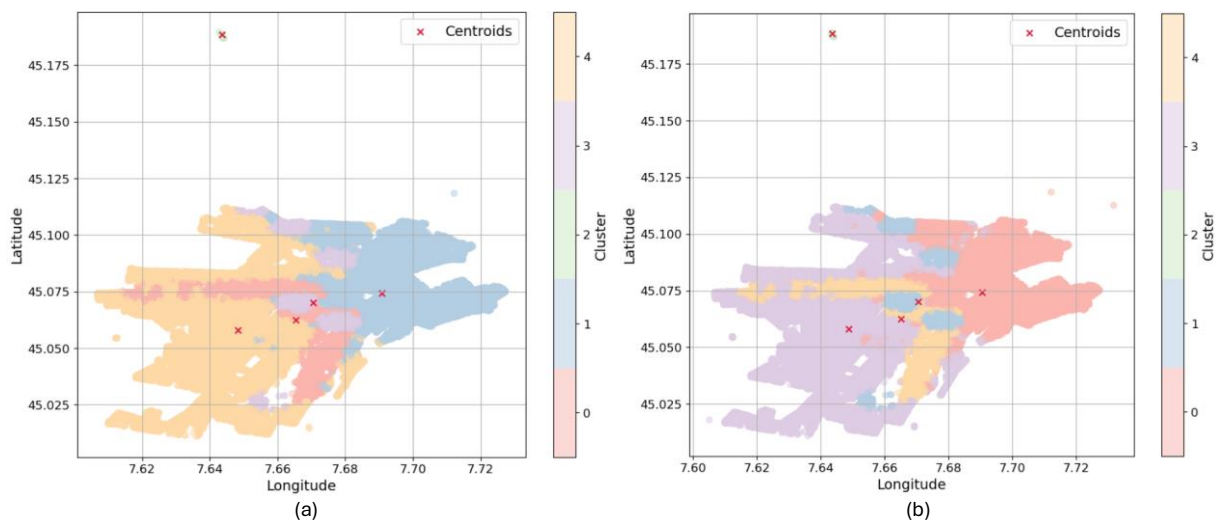 Centroids
45.175
45.150
45.125
45.100
45.075
45.050
45.025
Latitude
7.62 7.64 7.66 7.68 7.70 7.72
Longitude
4
3
2
1
0
Cluster
(a)
Centroids
45.175
45.150
45.125
45.100
45.075
45.050
45.025
Latitude
7.60 7.62 7.64 7.66 7.68 7.70 7.72
Longitude
4
3
2
1
0
Cluster
(b)